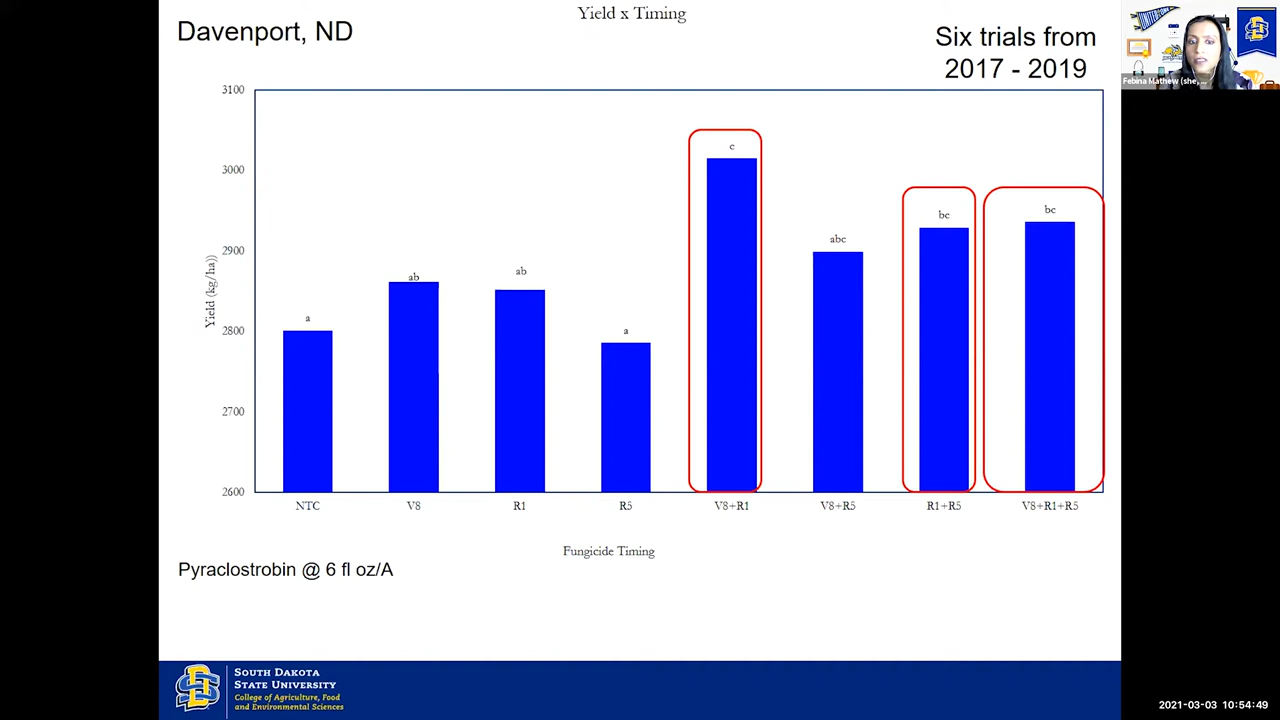 Yield x Timing
Davenport, ND
Six trials from
2017 - 2019
Febina Mathew (she...
3100
3000
2900
2800
2700
2600
Yield (kg/ha))
a
ab
ab
a
c
abc
bc
bc
NTC
V8
R1
R5
V8+R1
V8+R5
R1+R5
V8+R1+R5
Fungicide Timing
Pyraclostrobin @ 6 fl oz/A
SOUTH DAKOTA
STATE UNIVERSITY
College of Agriculture, Food
and Environmental Sciences
2021-03-03 10:54:49